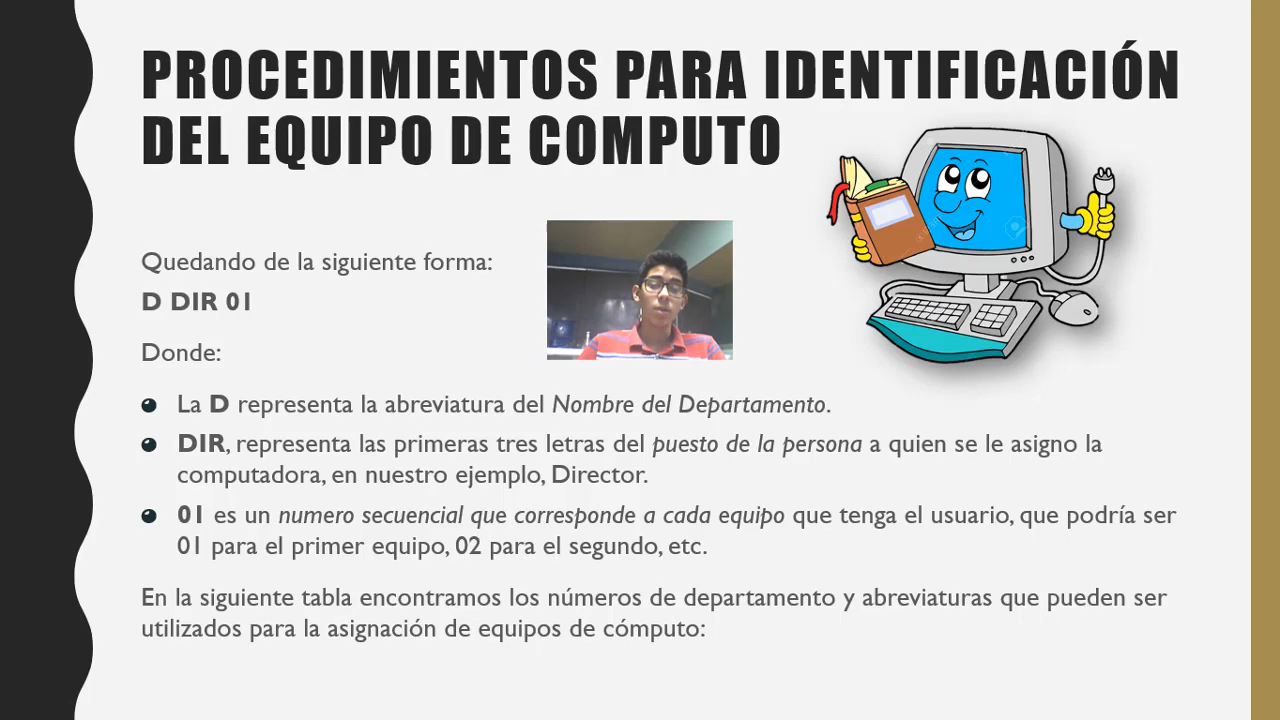 PROCEDIMIENTOS PARA IDENTIFICACIÓN
DEL EQUIPO DE COMPUTO
Quedando de la siguiente forma:
D DIR 01
Donde:
La D representa la abreviatura del Nombre del Departamento.
DIR, representa las primeras tres letras del puesto de la persona a quien se le asigno la
computadora, en nuestro ejemplo, Director.
01 es un numero secuencial que corresponde a cada equipo que tenga el usuario, que podría ser
01 para el primer equipo, 02 para el segundo, etc.
En la siguiente tabla encontramos los números de departamento y abreviaturas que pueden ser
utilizados para la asignación de equipos de cómputo: